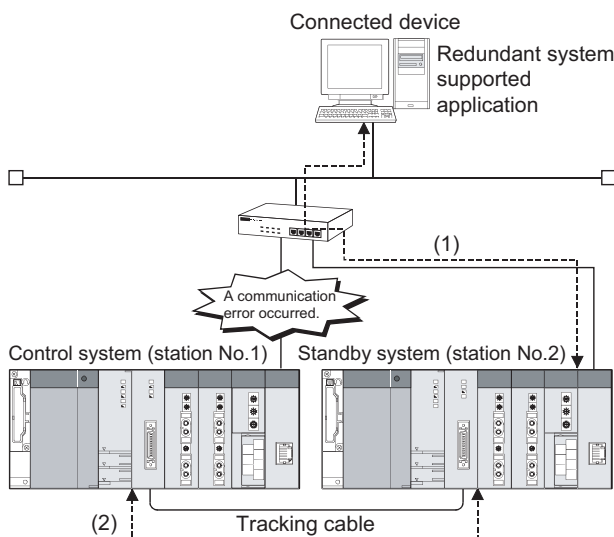 Connected device
Redundant system
supported
application
(1)
A communication
error occurred.
Control system (station No.1)
Standby system (station No.2)
(2)
Tracking cable